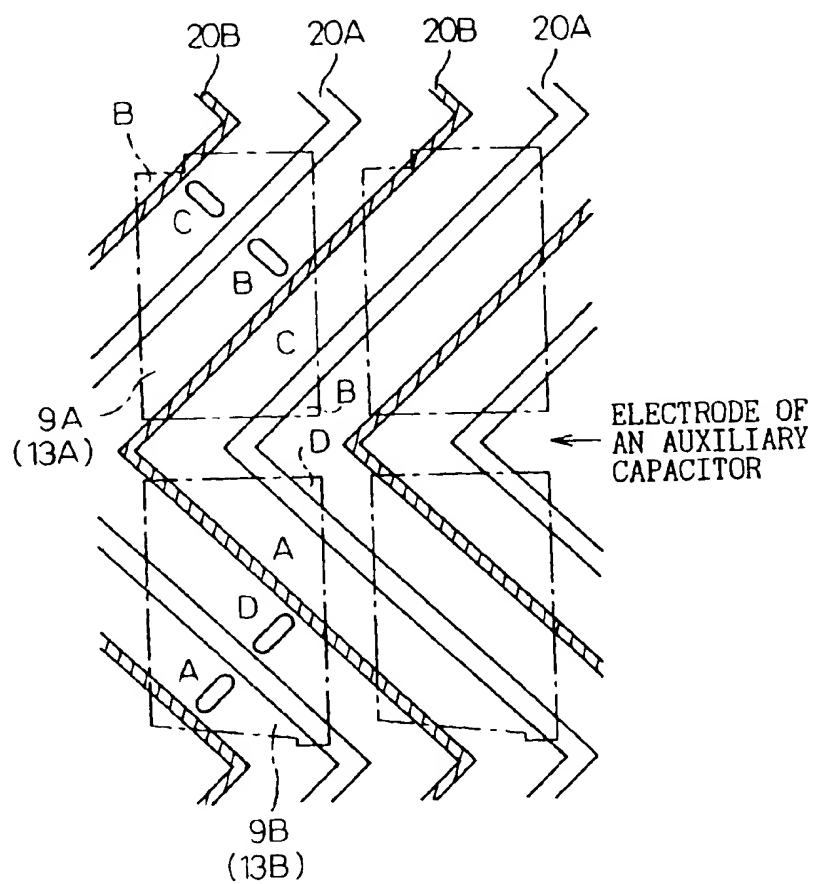 20B 20A 20B 20A
B
C
B
C
9A
(13A)
B
D
ELECTRODE OF
AN AUXILIARY
CAPACITOR
A
D
A
9B
(13B)